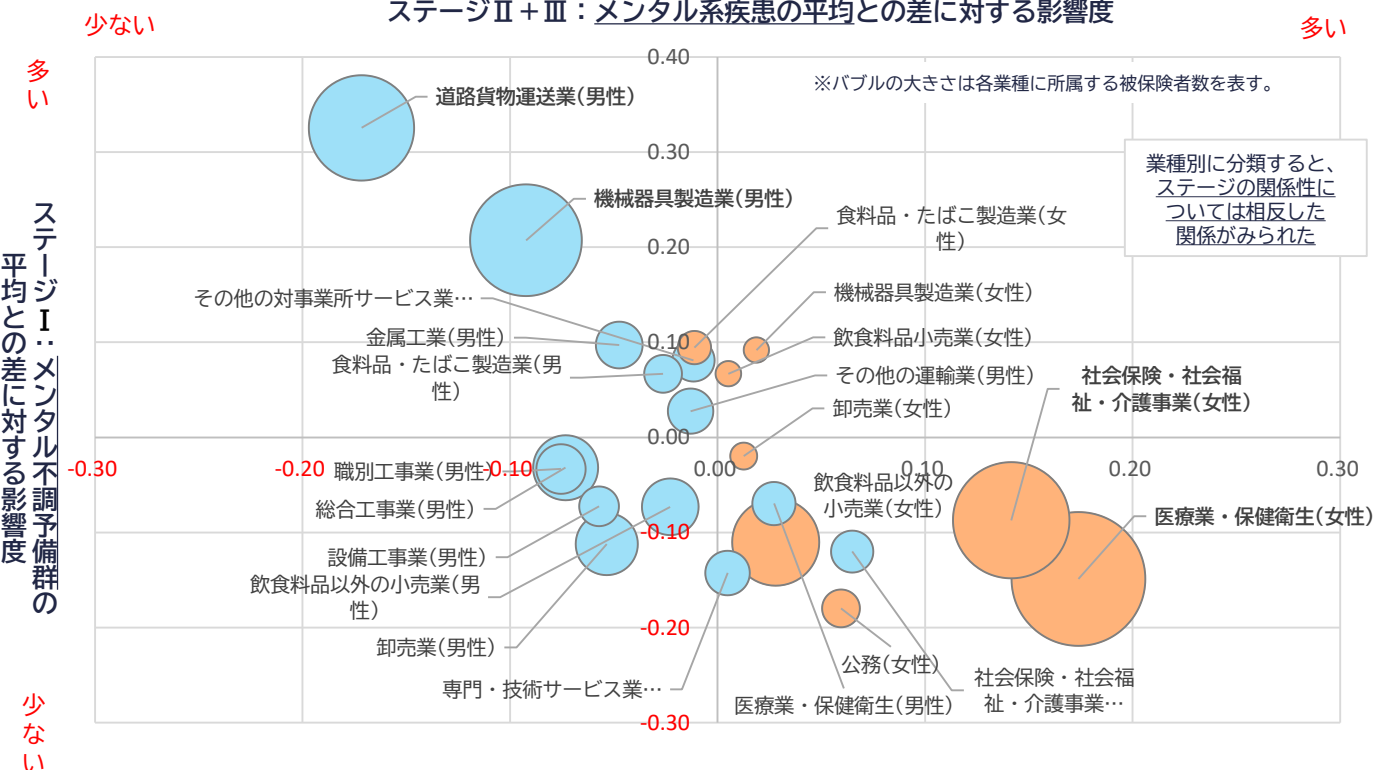 ステージⅡ+Ⅲ：メンタル系疾患の平均との差に対する影響度
少ない
多い
多い
※バブルの大きさは各業種に所属する被保険者数を表す。
業種別に分類すると、
ステージの関係性に
ついては相反した
関係がみられた
ステージⅠ：メンタル不調予備群の
平均との差に対する影響度
少ない
0.40
0.30
0.20
0.10
0.00
-0.10
-0.20
-0.30
-0.30
-0.20
-0.10
0.00
0.10
0.20
0.30
道路貨物運送業(男性)
機械器具製造業(男性)
食料品・たばこ製造業(女
性)
その他の対事業所サービス業…
機械器具製造業(女性)
金属工業(男性)
飲食料品小売業(女性)
食料品・たばこ製造業(男
性)
その他の運輸業(男性)
社会保険・社会福
祉・介護事業(女性)
卸売業(女性)
職別工事業(男性)
飲食料品以外の
小売業(女性)
総合工事業(男性)
医療業・保健衛生(女性)
設備工事業(男性)
飲食料品以外の小売業(男
性)
卸売業(男性)
公務(女性)
専門・技術サービス業…
医療業・保健衛生(男性)
社会保険・社会福
祉・介護事業…